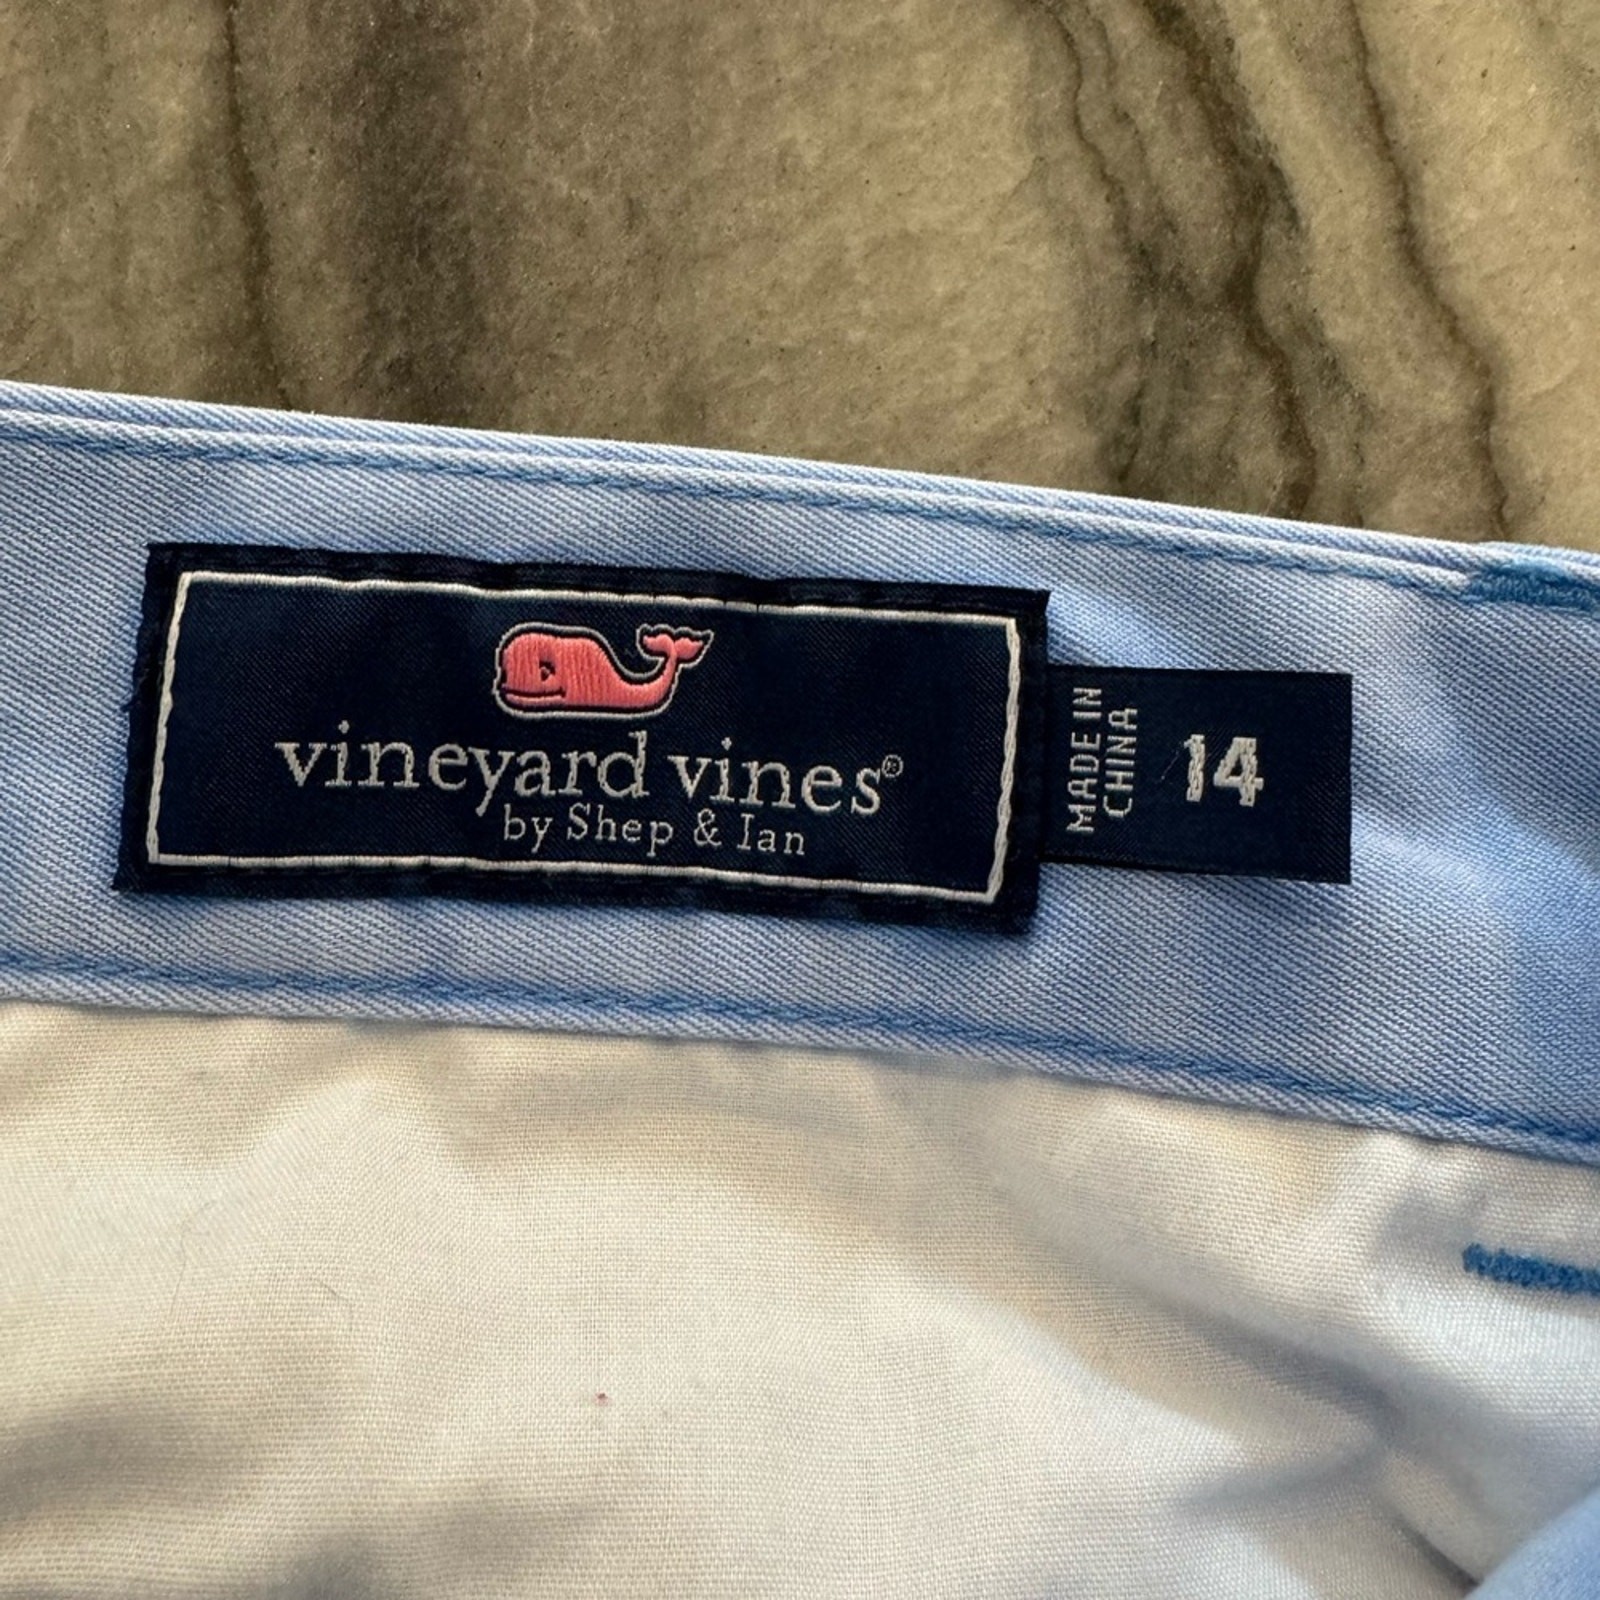 vineyard vines®
by Shep & Ian
MADE IN
CHINA
14